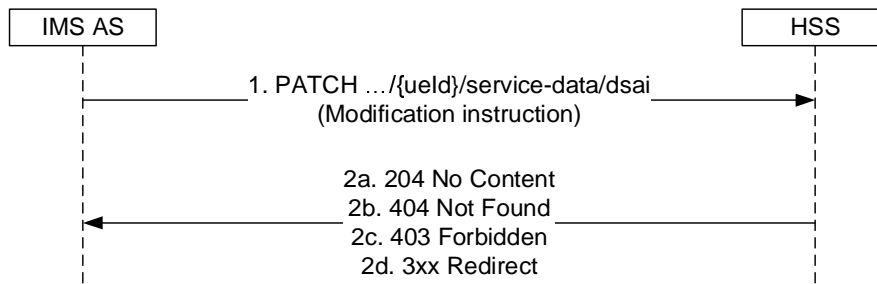 IMS AS
HSS
1. PATCH …/{ueId}/service-data/dsai
(Modification instruction)
2a. 204 No Content
2b. 404 Not Found
2c. 403 Forbidden
2d. 3xx Redirect